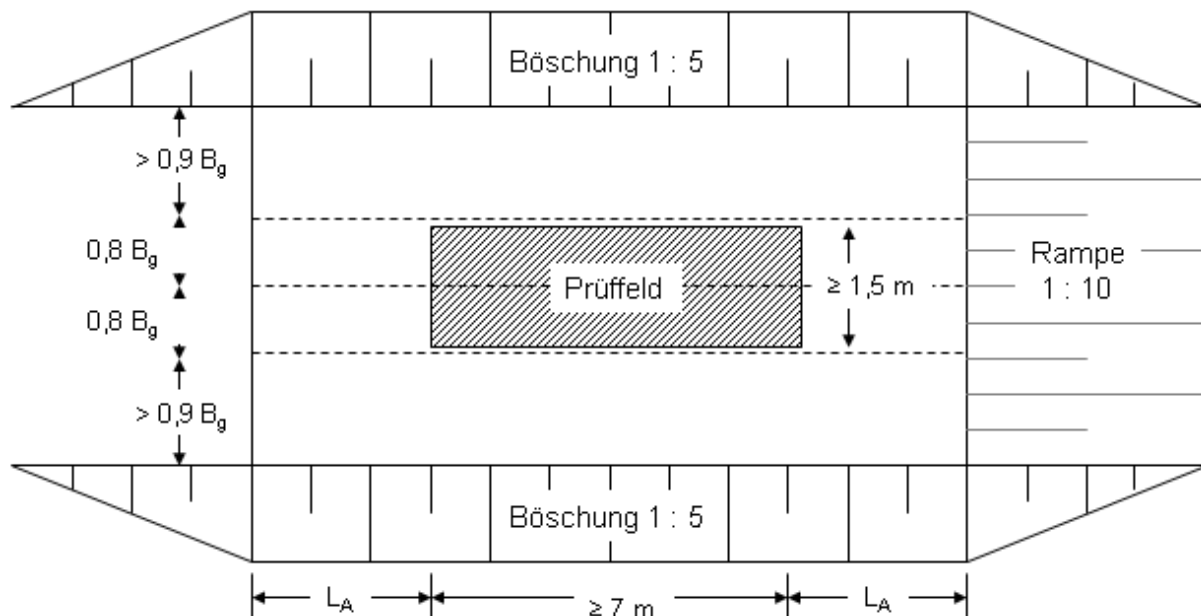 Böschung 1 : 5
> 0,9 Bg
0,8 Bg
Rampe
1 : 10
Prüffeld
≥ 1,5 m
0,8 Bg
> 0,9 Bg
Böschung 1 : 5
LA
≥ 7 m
LA